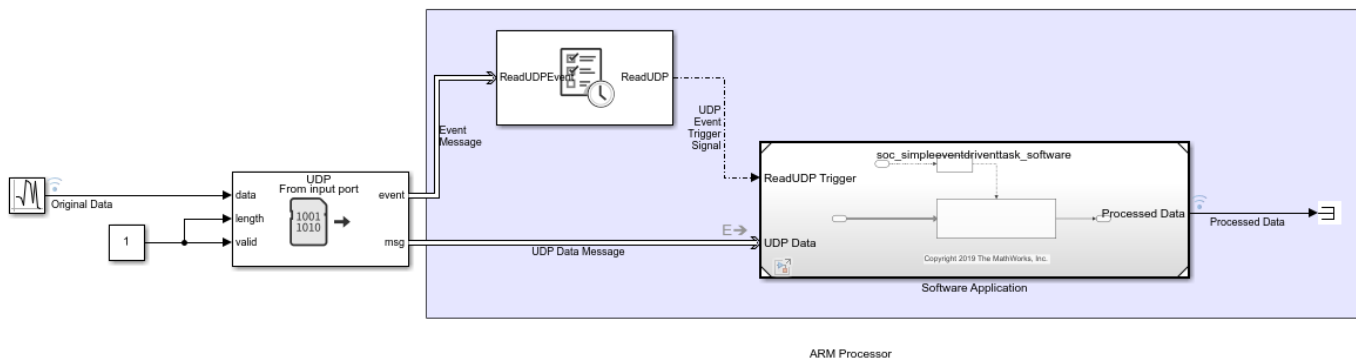 ReadUDPEvent
ReadUDP
Event
Message
UDP
Event
Trigger
Signal
soc_simpleeventdriventtask_software
ReadUDP Trigger
UDP
From input port
data
event
Original Data
length
1001
1010
1
valid
msg
UDP Data Message
E
UDP Data
Processed Data
Processed Data
Copyright 2019 The MathWorks, Inc.
Software Application
ARM Processor